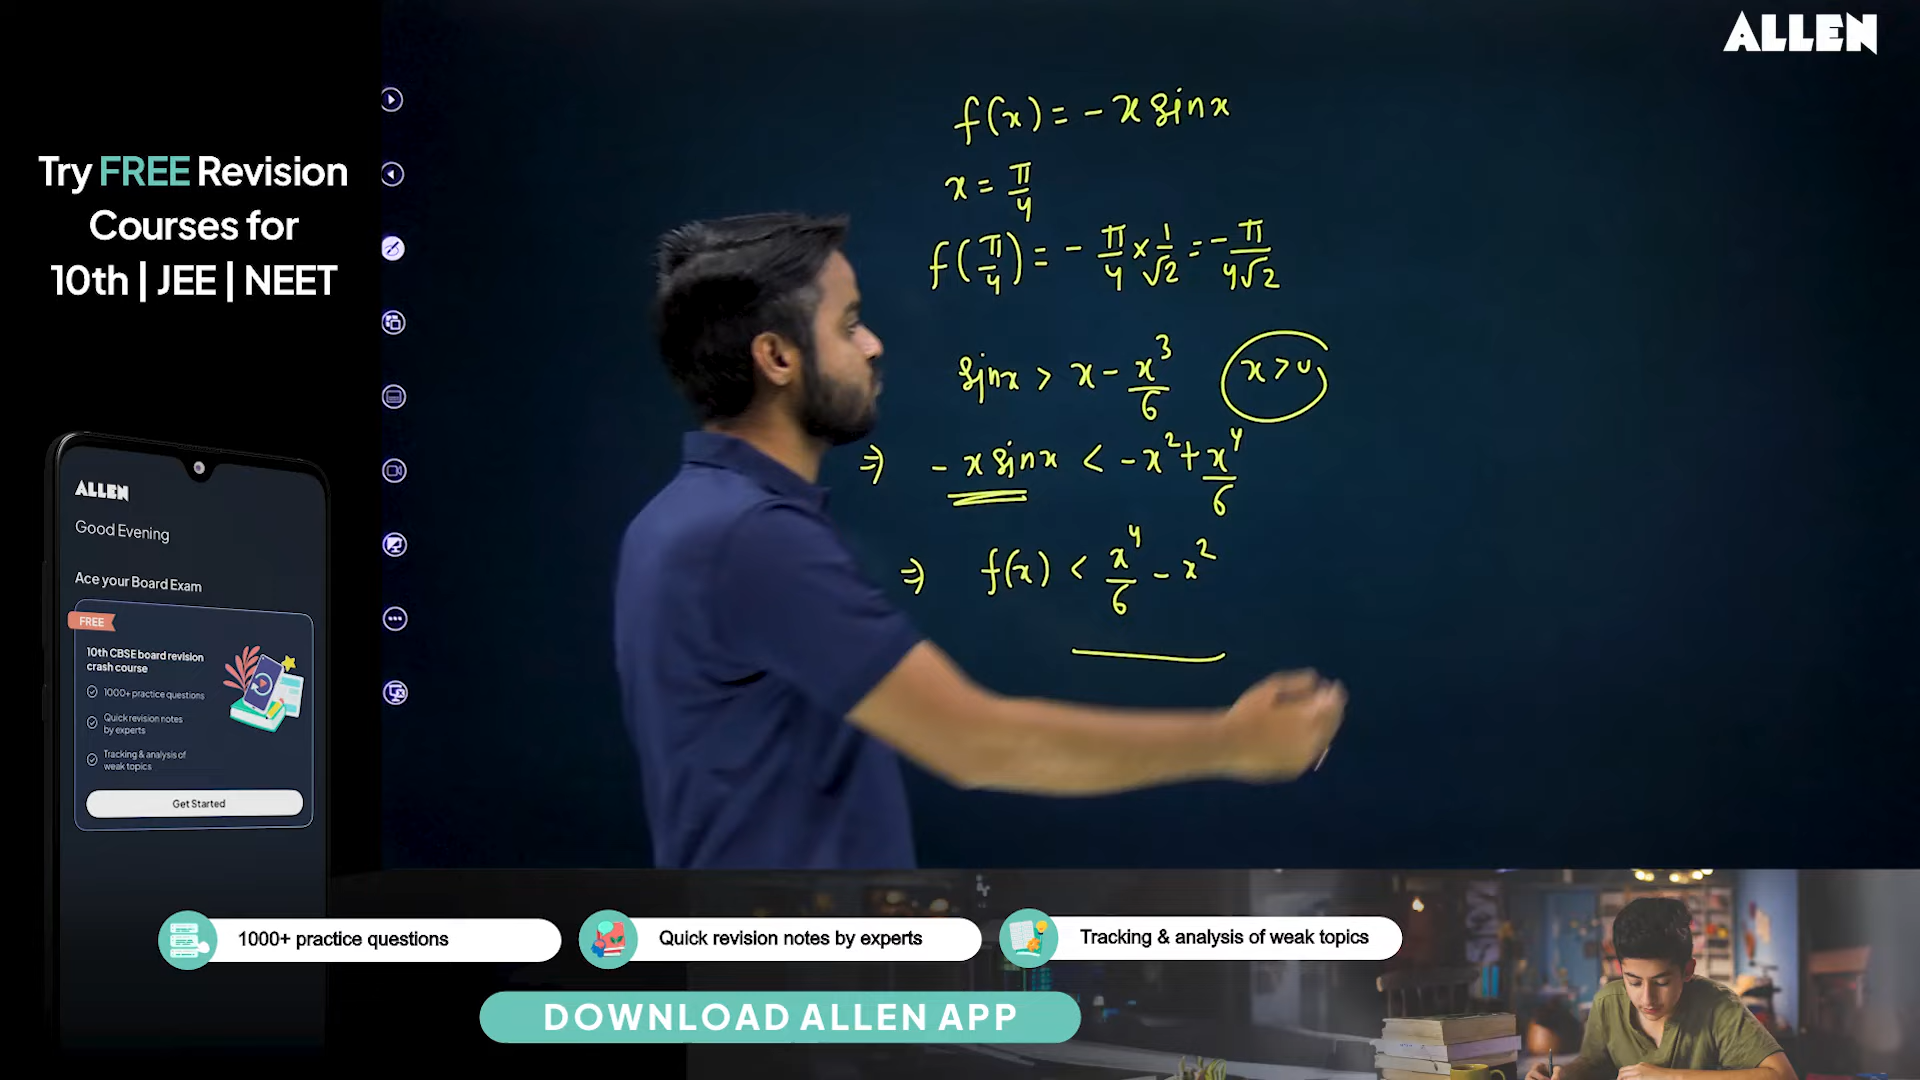 ALLEN
Try FREE Revision
Courses for
10th | JEE | NEET
f(x) = - x sin x
x = π/4
f(π/4) = - π/4 × 1/√2 = - π/4√2
sin x > x - x³/6 x > 0
⇒ - x sin x < - x² + x⁴/6
⇒ f(x) < x⁴/6 - x²
ALLEN
Good Evening
Ace your Board Exam
FREE
10th CBSE board revision
crash course
1000+ practice questions
Quick revision notes
by experts
Tracking & analysis of
weak topics
Get Started
1000+ practice questions
Quick revision notes by experts
Tracking & analysis of weak topics
DOWNLOAD ALLEN APP